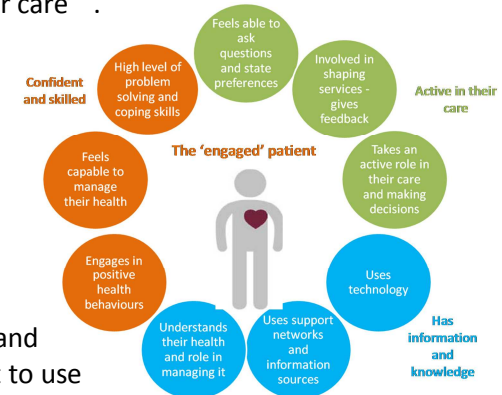 r care .
Feels able to
ask
questions
and state
preferences
High level of
problem
solving and
coping skills
Involved in
shaping
services -
gives
feedback
Confident
and skilled
Active in their
care
The 'engaged' patient
Feels
capable to
manage
their health
Takes an
active role in
their care
and making
decisions
Engages in
positive
health
behaviours
Uses
technology
Understands
their health
and role in
managing it
Uses support
networks
and
information
sources
Has
information
and
knowledge
and
t to use